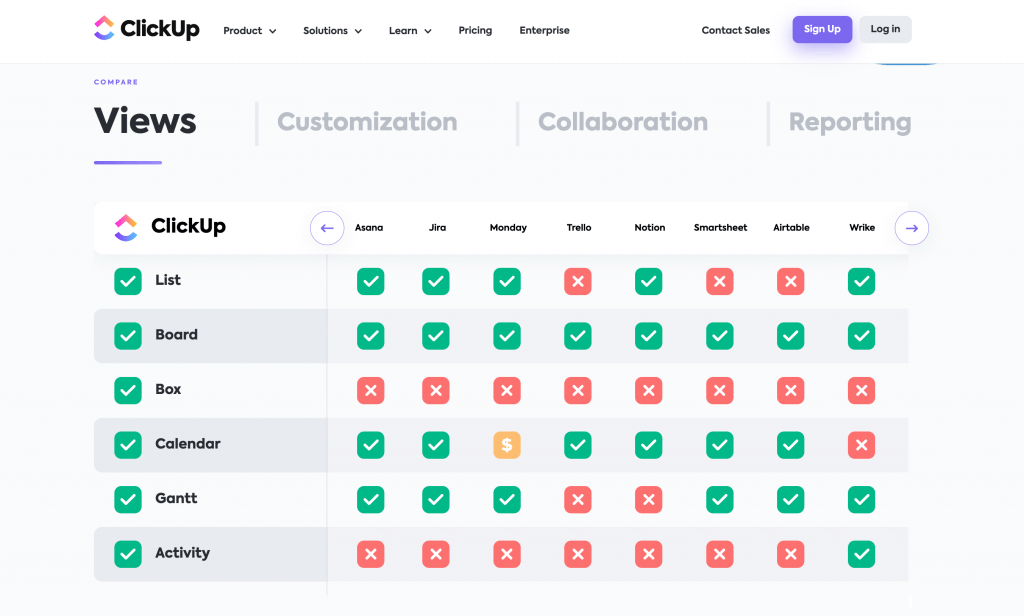 ClickUp Product Solutions Learn Pricing Enterprise Contact Sales Sign Up Log in
COMPARE
Views Customization Collaboration Reporting
ClickUp Asana Jira Monday Trello Notion Smartsheet Airtable Wrike
List
Board
Box
Calendar $
Gantt
Activity